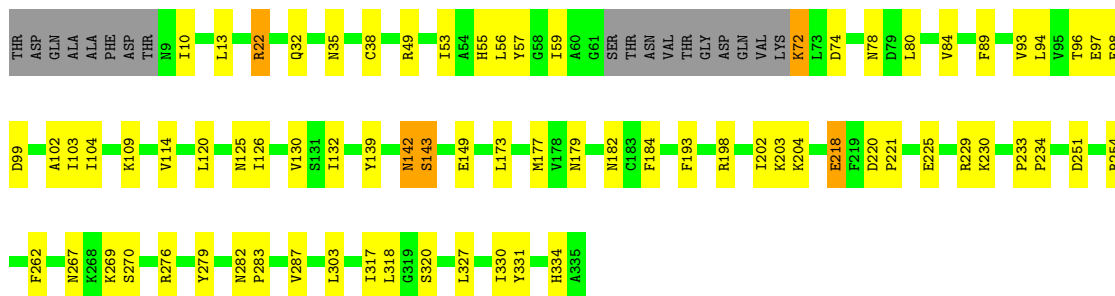 THR ASP GLN ALA ALA PHE ASP THR N9 I10 L13 R22 Q32 N35 C38 R49 I53 A54 H55 L56 Y57 G58 I59 A60 G61 SER THR ASN VAL THR GLY ASP GLN VAL LYS K72 L73 D74 N78 D79 L80 V84 F89 V93 L94 V95 T96 E97
D99 A102 I103 I104 K109 V114 L120 N125 I126 V130 S131 I132 Y139 N142 S143 E149 L173 M177 V178 N179 N182 C183 F184 F193 R198 I202 K203 K204 E218 F219 D220 P221 E225 R229 K230 P233 P234 D251
F262 N267 K268 K269 S270 R276 Y279 N282 P283 V287 L303 I317 L318 G319 S320 L327 I330 Y331 H334 A335